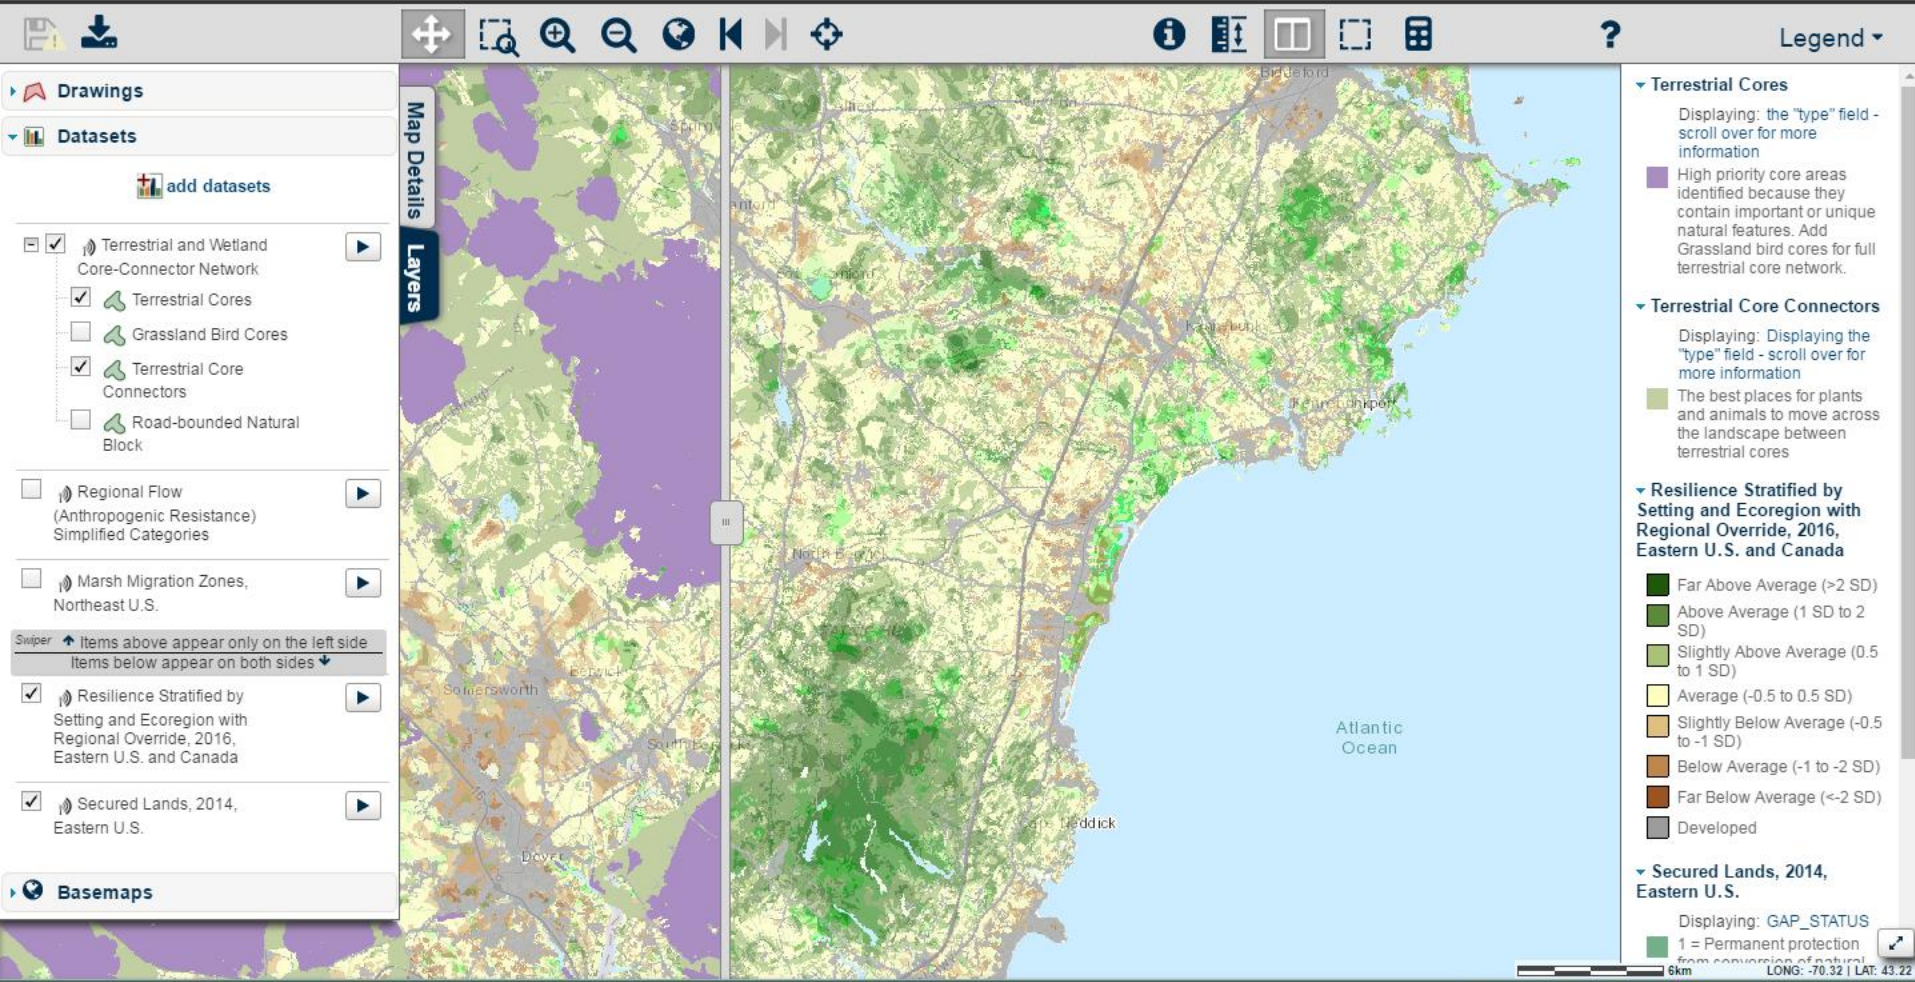 Legend
Drawings
Datasets
add datasets
Terrestrial and Wetland
Core-Connector Network
Terrestrial Cores
Grassland Bird Cores
Terrestrial Core
Connectors
Road-bounded Natural
Block
Regional Flow
(Anthropogenic Resistance)
Simplified Categories
Marsh Migration Zones,
Northeast U.S.
Swiper Items above appear only on the left side
Items below appear on both sides
Resilience Stratified by
Setting and Ecoregion with
Regional Override, 2016,
Eastern U.S. and Canada
Secured Lands, 2014,
Eastern U.S.
Basemaps
Map Details
Layers
Biddeford
North Berwick
Berwick
Somersworth
Dover
Atlantic
Ocean
Terrestrial Cores
Displaying: the "type" field -
scroll over for more
information
High priority core areas
identified because they
contain important or unique
natural features. Add
Grassland bird cores for full
terrestrial core network.
Terrestrial Core Connectors
Displaying: Displaying the
"type" field - scroll over for
more information
The best places for plants
and animals to move across
the landscape between
terrestrial cores
Resilience Stratified by
Setting and Ecoregion with
Regional Override, 2016,
Eastern U.S. and Canada
Far Above Average (>2 SD)
Above Average (1 SD to 2
SD)
Slightly Above Average (0.5
to 1 SD)
Average (-0.5 to 0.5 SD)
Slightly Below Average (-0.5
to -1 SD)
Below Average (-1 to -2 SD)
Far Below Average (<-2 SD)
Developed
Secured Lands, 2014,
Eastern U.S.
Displaying: GAP_STATUS
1 = Permanent protection
from conversion of natural
6km
LONG: -70.32 | LAT: 43.22